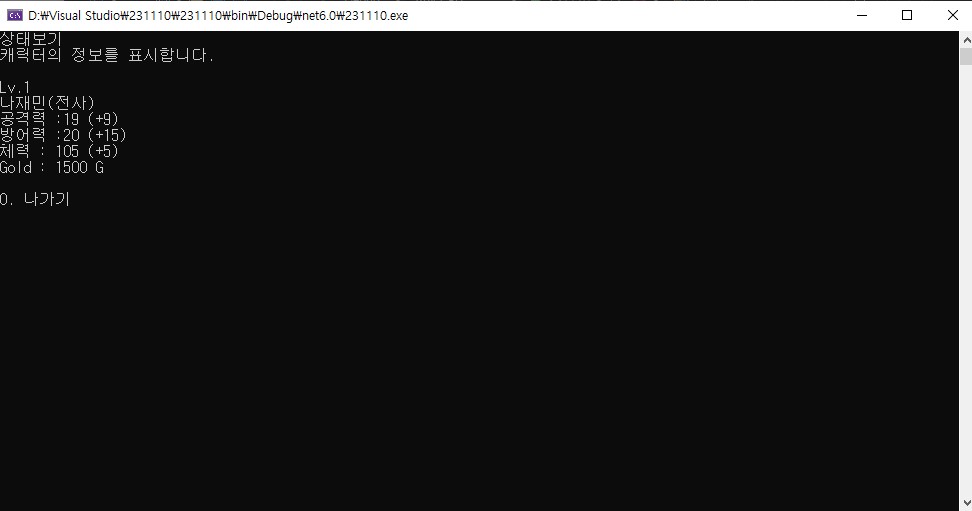 D:₩Visual Studio₩231110₩231110₩bin₩Debug₩net6.0₩231110.exe
상태보기
캐릭터의 정보를 표시합니다.
Lv.1
나재민(전사)
공격력 :19 (+9)
방어력 :20 (+15)
체력 : 105 (+5)
Gold : 1500 G
0. 나가기